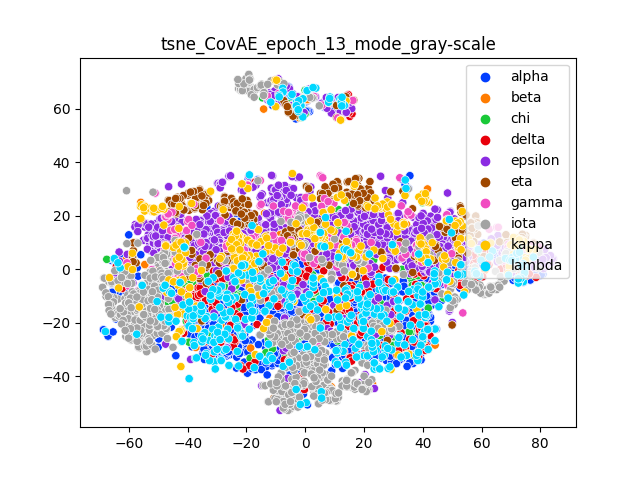 tsne_CovAE_epoch_13_mode_gray-scale
alpha
beta
chi
delta
epsilon
eta
gamma
iota
kappa
lambda
60
40
20
0
−20
−40
−60 −40 −20 0 20 40 60 80